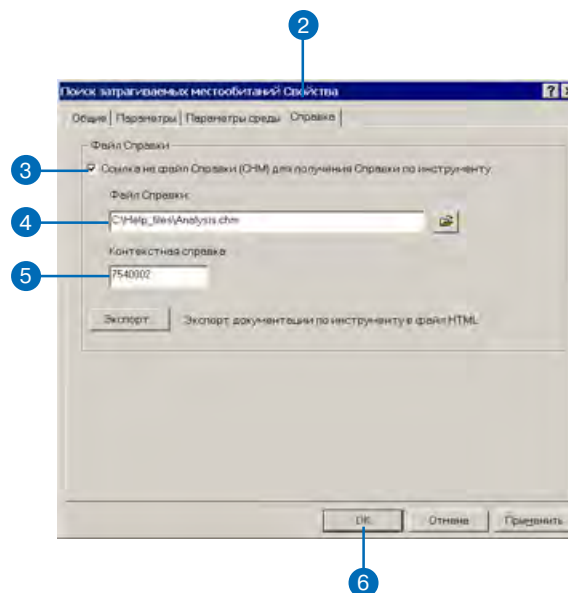 2
Поиск затрагиваемых местообитаний Свойства
Общие Параметры Параметры среды Справка
Файл Справки
3
Ссылка на файл Справки (CHM) для получения Справки по инструменту
Файл Справки:
4
C:\Help_files\Analysis.chm
Контекстная справка:
5
7540002
Экспорт... Экспорт документации по инструменту в файл HTML
OK Отмена Применить
6